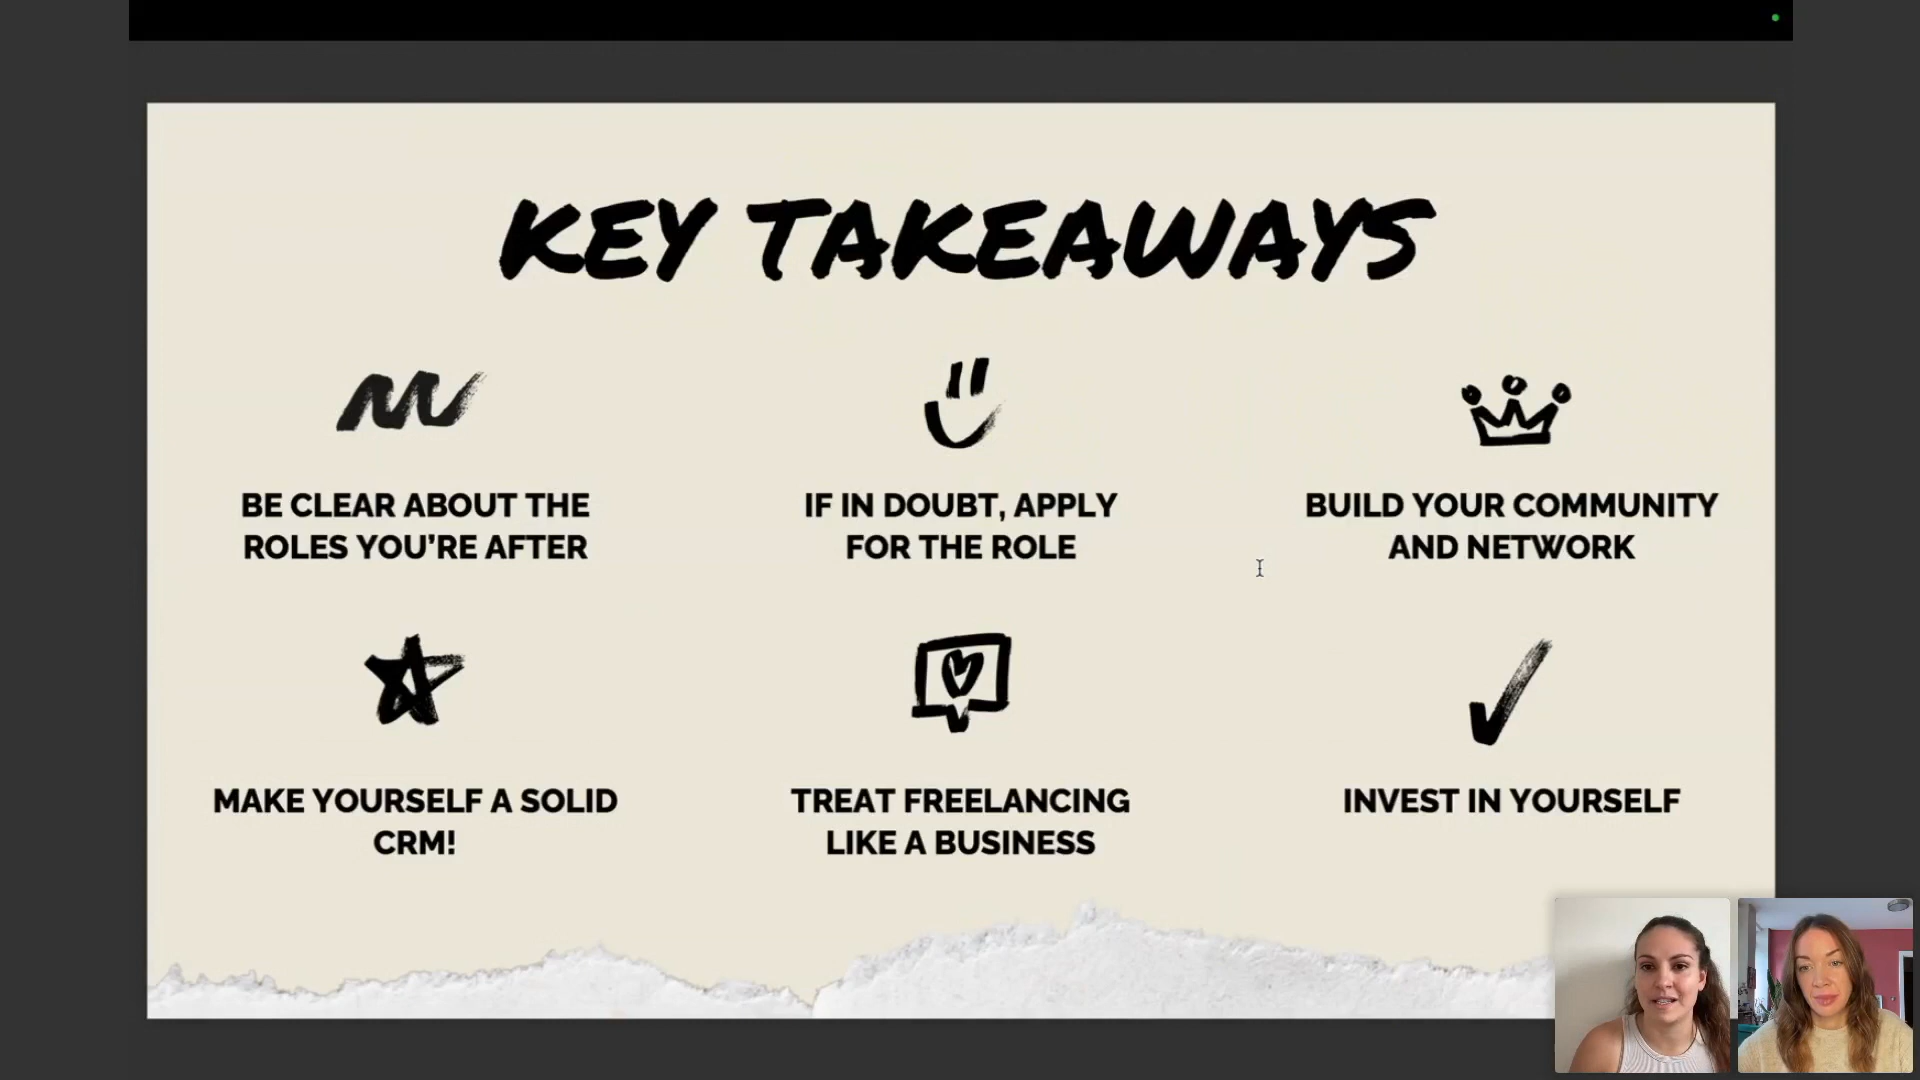 KEY TAKEAWAYS
BE CLEAR ABOUT THE
ROLES YOU’RE AFTER
IF IN DOUBT, APPLY
FOR THE ROLE
BUILD YOUR COMMUNITY
AND NETWORK
MAKE YOURSELF A SOLID
CRM!
TREAT FREELANCING
LIKE A BUSINESS
INVEST IN YOURSELF